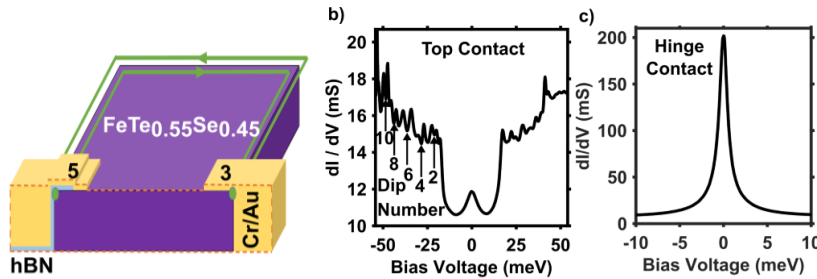 FeTe0.55Se0.45
5
3
Cr/Au
hBN
b)
Top Contact
dI / dV (mS)
20
18
16
14
12
10
10
8
6
4
2
Dip
Number
-50
-25
0
25
50
Bias Voltage (meV)
c)
Hinge
Contact
dI/dV (mS)
200
150
100
50
0
-10
-5
0
5
10
Bias Voltage (meV)